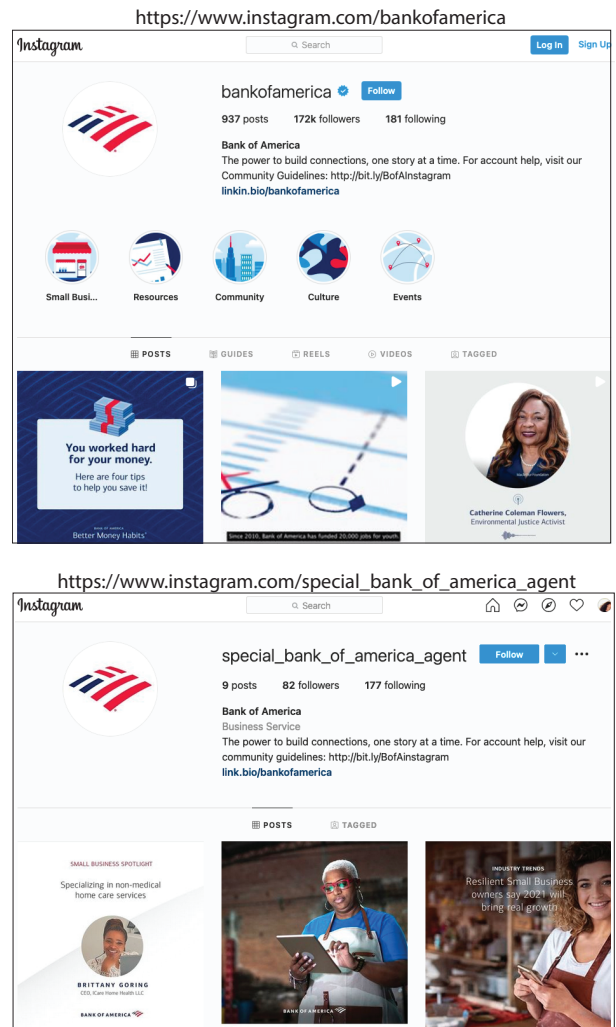 https://www.instagram.com/bankofamerica
Instagram
Search
Log In Sign Up
bankofamerica Follow
937 posts 172k followers 181 following
Bank of America
The power to build connections, one story at a time. For account help, visit our
Community Guidelines: http://bit.ly/BofAInstagram
linkin.bio/bankofamerica
Small Busi... Resources Community Culture Events
POSTS GUIDES REELS VIDEOS TAGGED
You worked hard
for your money.
Here are four tips
to help you save it!
BANK OF AMERICA
Better Money Habits®
Since 2010, Bank of America has funded 20,000 jobs for youth.
Catherine Coleman Flowers,
Environmental Justice Activist
https://www.instagram.com/special_bank_of_america_agent
Instagram
Search
special_bank_of_america_agent Follow
9 posts 82 followers 177 following
Bank of America
Business Service
The power to build connections, one story at a time. For account help, visit our
community guidelines: http://bit.ly/BofAinstagram
link.bio/bankofamerica
POSTS TAGGED
SMALL BUSINESS SPOTLIGHT
Specializing in non-medical
home care services
BRITTANY GORING
CEO, ICare Home Health LLC
BANK OF AMERICA
BANK OF AMERICA
INDUSTRY TRENDS
Resilient Small Business
owners say 2021 will
bring real growth